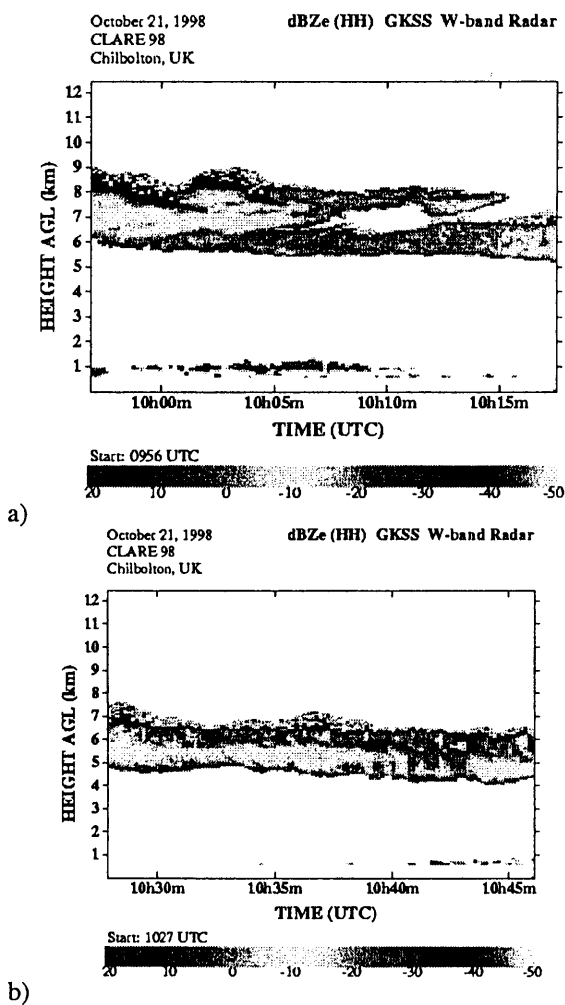 October 21, 1998 dBZe (HH) GKSS W-band Radar
CLARE 98
Chilbolton, UK
12
11
10
9
8
7
6
5
4
3
2
1
HEIGHT AGL (km)
10h00m 10h05m 10h10m 10h15m
TIME (UTC)
Start: 0956 UTC
20 10 0 -10 -20 -30 -40 -50
a)
October 21, 1998 dBZe (HH) GKSS W-band Radar
CLARE 98
Chilbolton, UK
12
11
10
9
8
7
6
5
4
3
2
1
HEIGHT AGL (km)
10h30m 10h35m 10h40m 10h45m
TIME (UTC)
Start: 1027 UTC
20 10 0 -10 -20 -30 -40 -50
b)